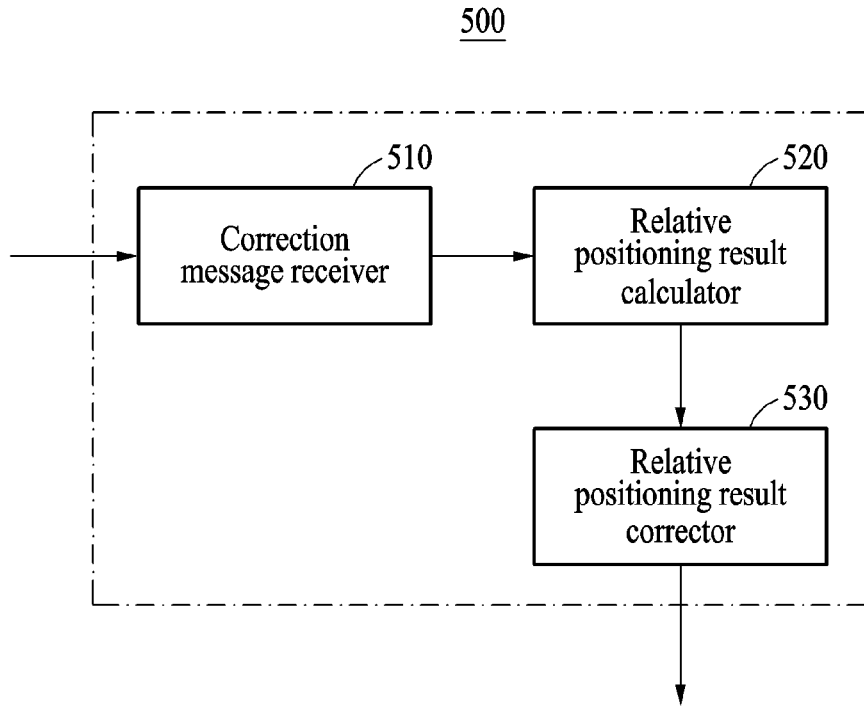 500
510
Correction
message receiver
520
Relative
positioning result
calculator
530
Relative
positioning result
corrector